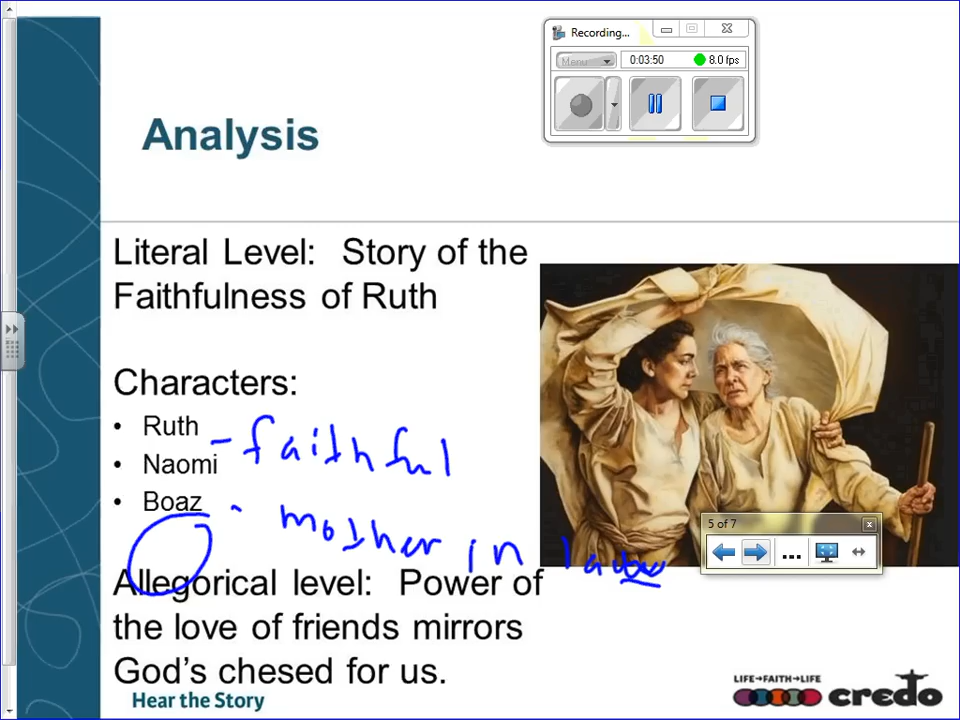 Recording...
Menu
0:03:50
8.0 fps
Analysis
Literal Level: Story of the
Faithfulness of Ruth
Characters:
• Ruth
- faithful
• Naomi
• Boaz
- mother in law
Allegorical level: Power of
the love of friends mirrors
God's chesed for us.
Hear the Story
5 of 7
...
LIFE→FAITH→LIFE
credo